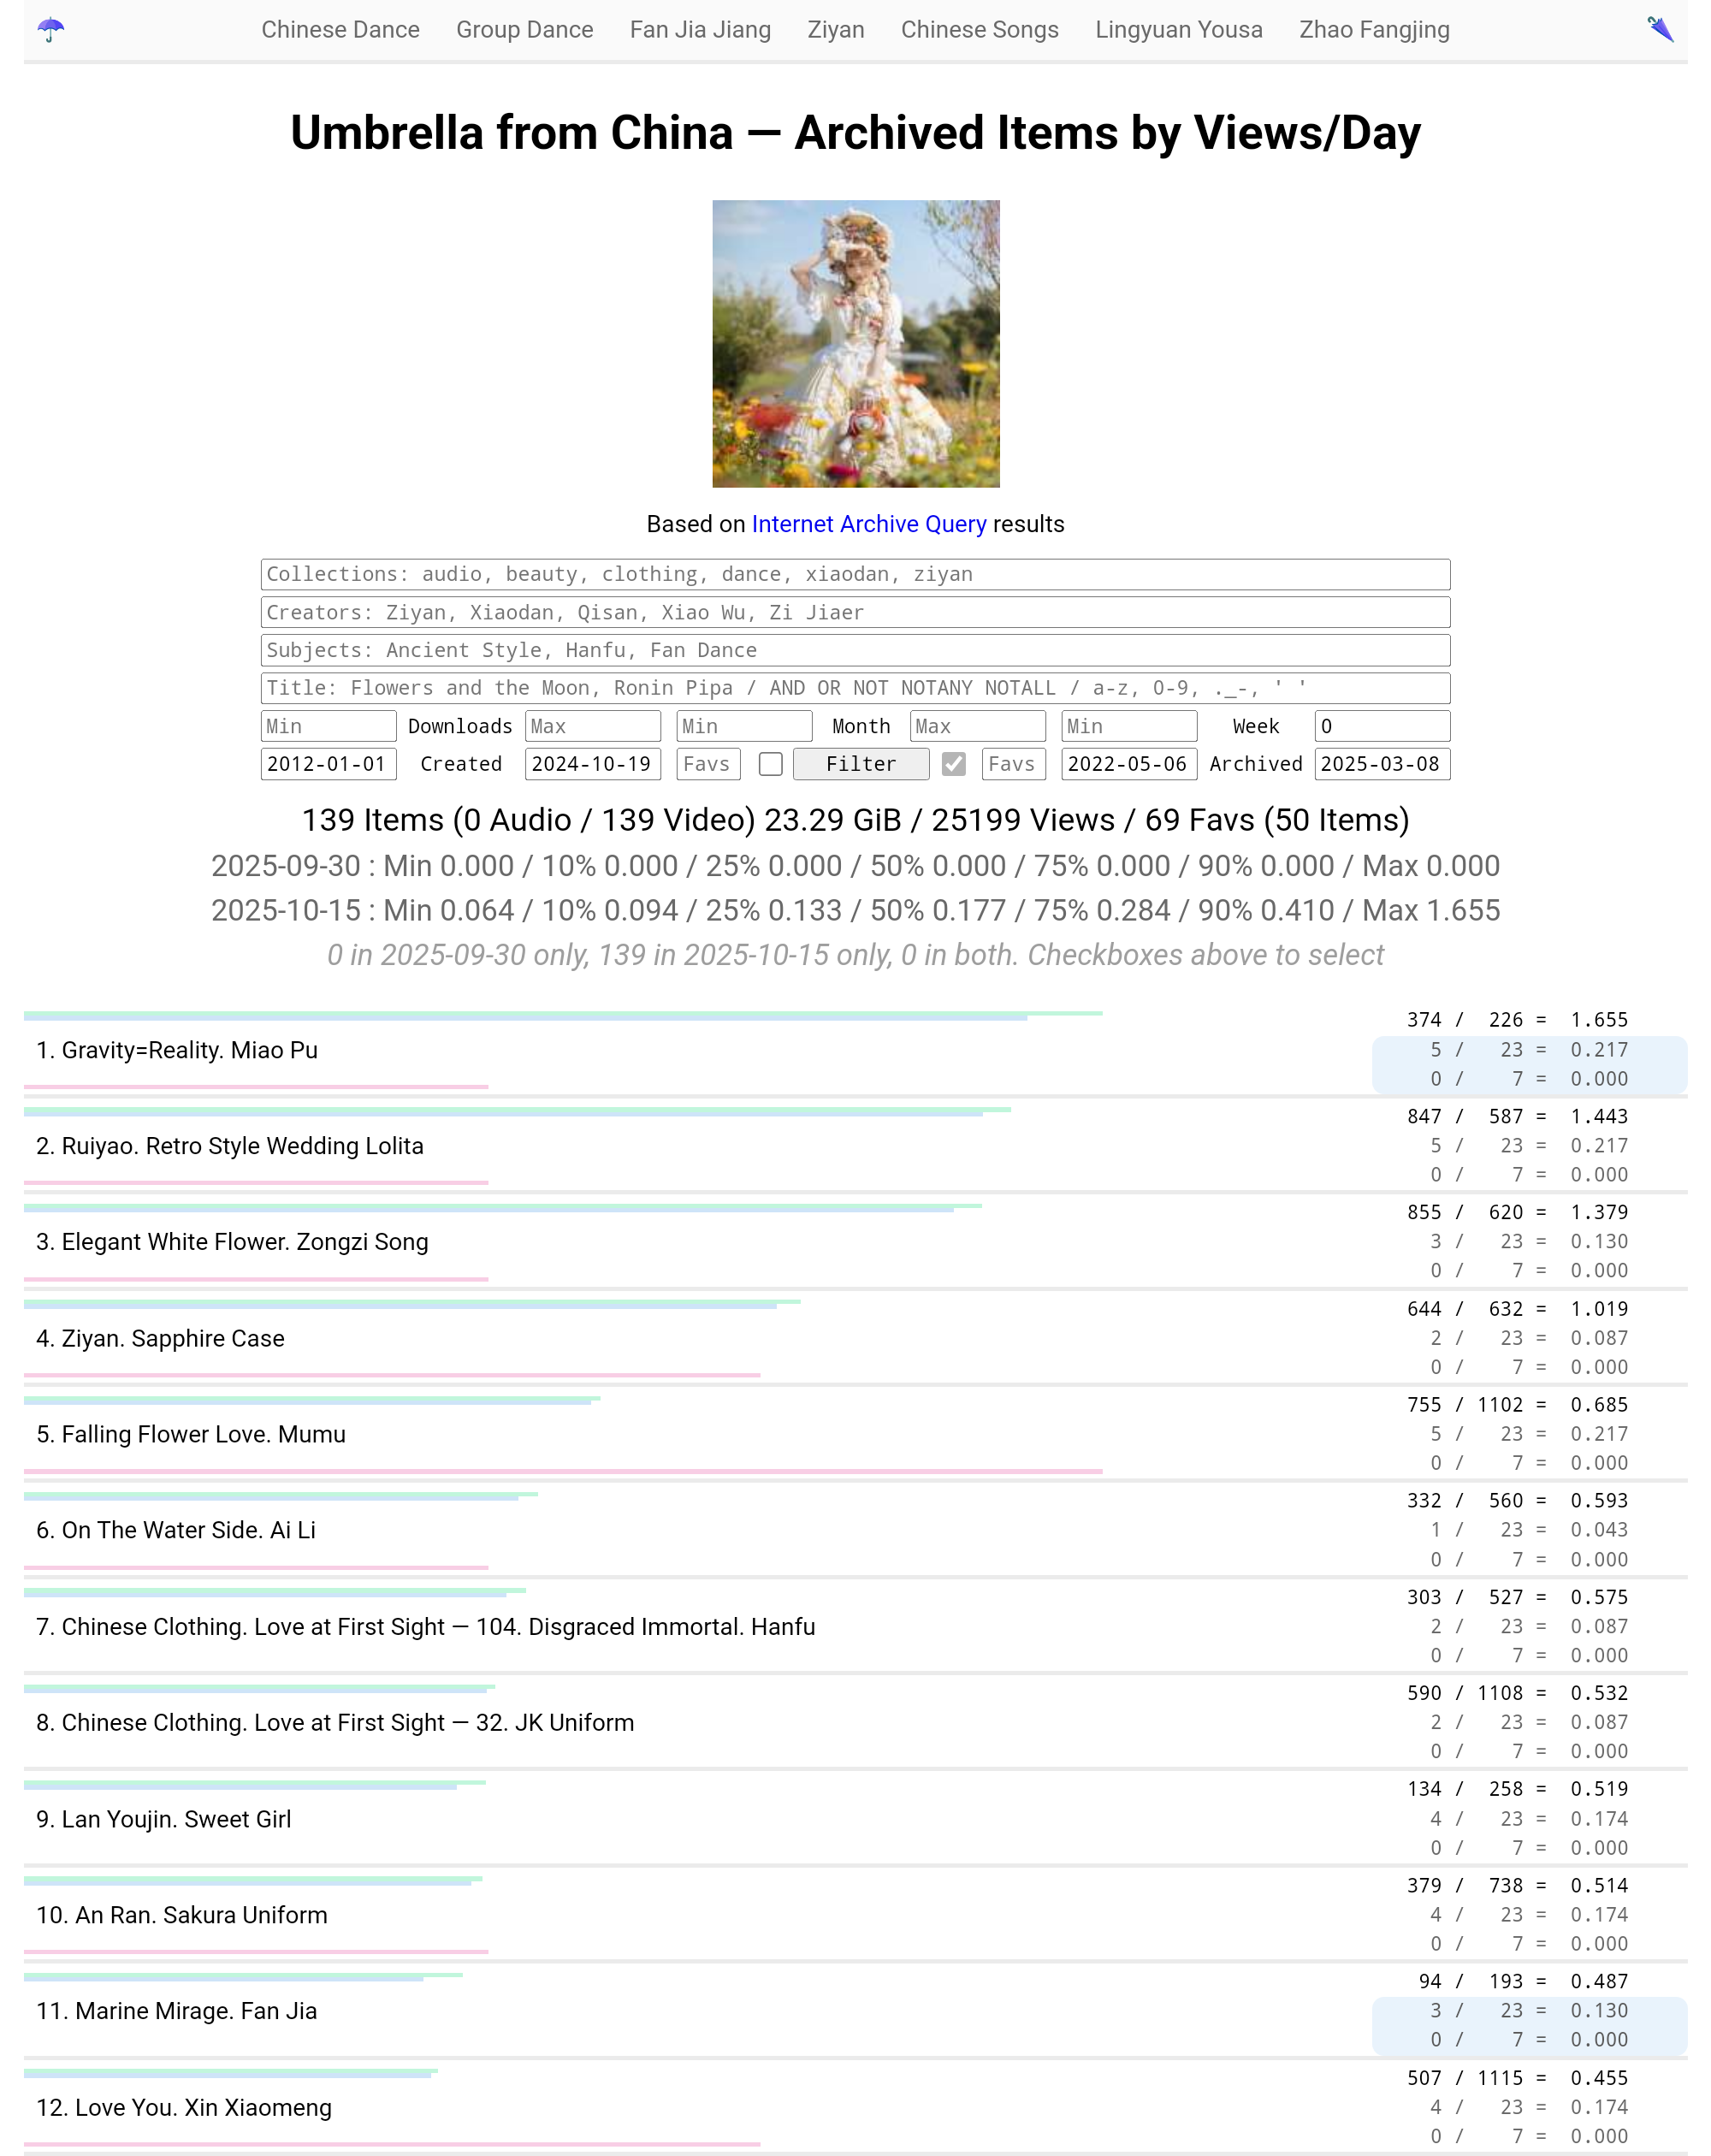 Chinese Dance Group Dance Fan Jia Jiang Ziyan Chinese Songs Lingyuan Yousa Zhao Fangjing
Umbrella from China — Archived Items by Views/Day
Based on Internet Archive Query results
Collections: audio, beauty, clothing, dance, xiaodan, ziyan
Creators: Ziyan, Xiaodan, Qisan, Xiao Wu, Zi Jiaer
Subjects: Ancient Style, Hanfu, Fan Dance
Title: Flowers and the Moon, Ronin Pipa / AND OR NOT NOTANY NOTALL / a-z, 0-9, ._-, ' '
Min Downloads Max Min Month Max Min Week 0
2012-01-01 Created 2024-10-19 Favs Filter Favs 2022-05-06 Archived 2025-03-08
139 Items (0 Audio / 139 Video) 23.29 GiB / 25199 Views / 69 Favs (50 Items)
2025-09-30 : Min 0.000 / 10% 0.000 / 25% 0.000 / 50% 0.000 / 75% 0.000 / 90% 0.000 / Max 0.000
2025-10-15 : Min 0.064 / 10% 0.094 / 25% 0.133 / 50% 0.177 / 75% 0.284 / 90% 0.410 / Max 1.655
0 in 2025-09-30 only, 139 in 2025-10-15 only, 0 in both. Checkboxes above to select
374 / 226 = 1.655
1. Gravity=Reality. Miao Pu 5 / 23 = 0.217
0 / 7 = 0.000
847 / 587 = 1.443
2. Ruiyao. Retro Style Wedding Lolita 5 / 23 = 0.217
0 / 7 = 0.000
855 / 620 = 1.379
3. Elegant White Flower. Zongzi Song 3 / 23 = 0.130
0 / 7 = 0.000
644 / 632 = 1.019
4. Ziyan. Sapphire Case 2 / 23 = 0.087
0 / 7 = 0.000
755 / 1102 = 0.685
5. Falling Flower Love. Mumu 5 / 23 = 0.217
0 / 7 = 0.000
332 / 560 = 0.593
6. On The Water Side. Ai Li 1 / 23 = 0.043
0 / 7 = 0.000
303 / 527 = 0.575
7. Chinese Clothing. Love at First Sight — 104. Disgraced Immortal. Hanfu 2 / 23 = 0.087
0 / 7 = 0.000
590 / 1108 = 0.532
8. Chinese Clothing. Love at First Sight — 32. JK Uniform 2 / 23 = 0.087
0 / 7 = 0.000
134 / 258 = 0.519
9. Lan Youjin. Sweet Girl 4 / 23 = 0.174
0 / 7 = 0.000
379 / 738 = 0.514
10. An Ran. Sakura Uniform 4 / 23 = 0.174
0 / 7 = 0.000
94 / 193 = 0.487
11. Marine Mirage. Fan Jia 3 / 23 = 0.130
0 / 7 = 0.000
507 / 1115 = 0.455
12. Love You. Xin Xiaomeng 4 / 23 = 0.174
0 / 7 = 0.000